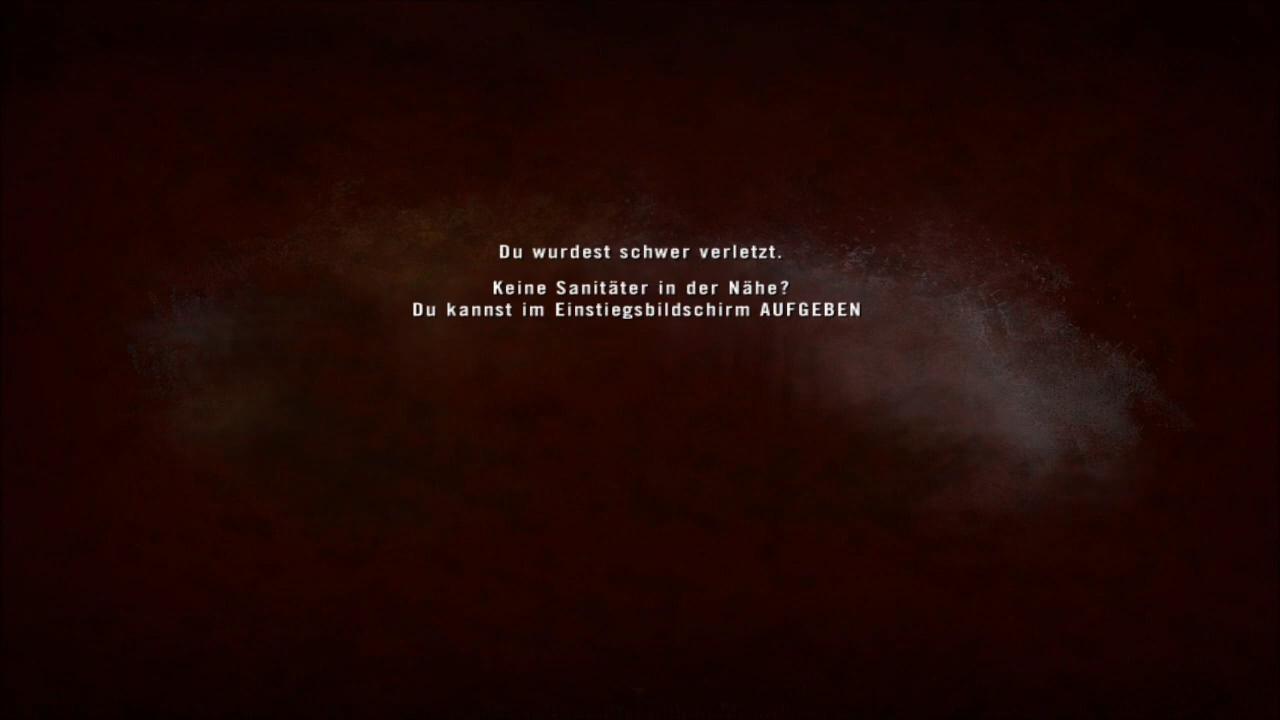 Du wurdest schwer verletzt.
Keine Sanitäter in der Nähe?
Du kannst im Einstiegsbildschirm AUFGEBEN